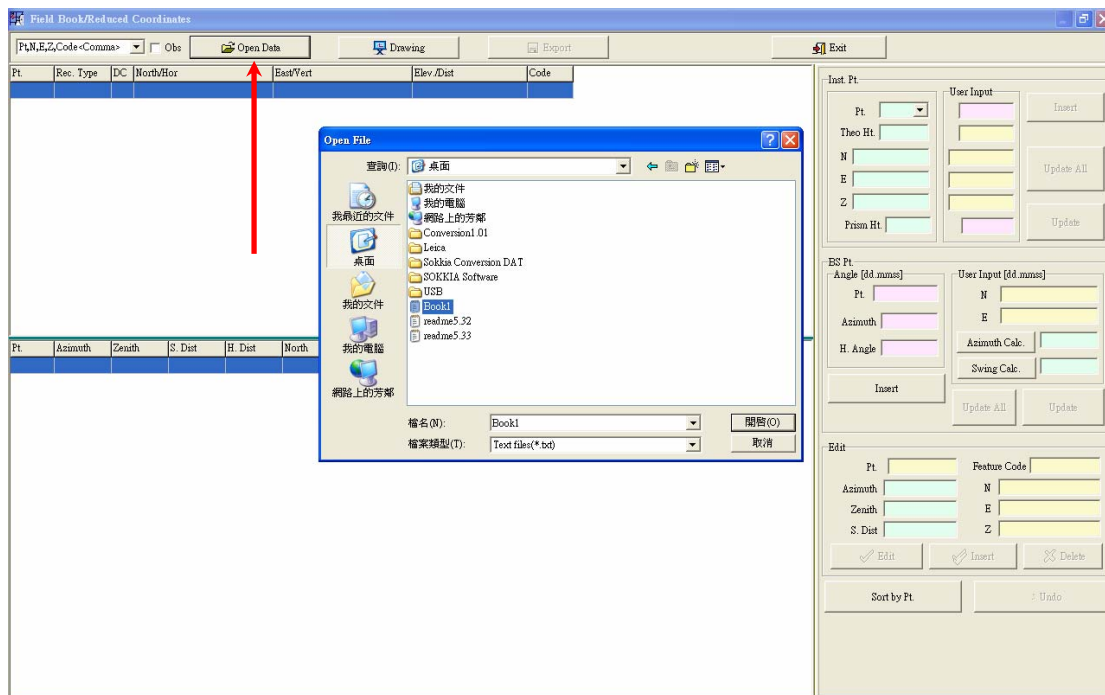 Field Book/Reduced Coordinates
Pt,N,E,Z,Code<Comma> Obs Open Data Drawing Export Exit
Pt. Rec. Type DC North/Hor East/Vert Elev./Dist Code
Open File
查詢(I): 桌面
我最近的文件
桌面
我的文件
我的電腦
網路上的芳鄰
我的文件
我的電腦
網路上的芳鄰
Conversion1.01
Leica
Sokkia Conversion DAT
SOKKIA Software
USB
Book1
readme5.32
readme5.33
檔名(N): Book1 開啓(O)
檔案類型(T): Text files(*.txt) 取消
Pt. Azimuth Zenith S. Dist H. Dist North
Inst. Pt.
User Input
Pt. Insert
Theo Ht.
N Update All
E
Z
Prism Ht. Update
BS Pt.
Angle [dd.mmss] User Input [dd.mmss]
Pt. N
Azimuth E
H. Angle Azimuth Calc.
Swing Calc.
Insert Update All Update
Edit
Pt. Feature Code
Azimuth N
Zenith E
S. Dist Z
Edit Insert Delete
Sort by Pt. Undo